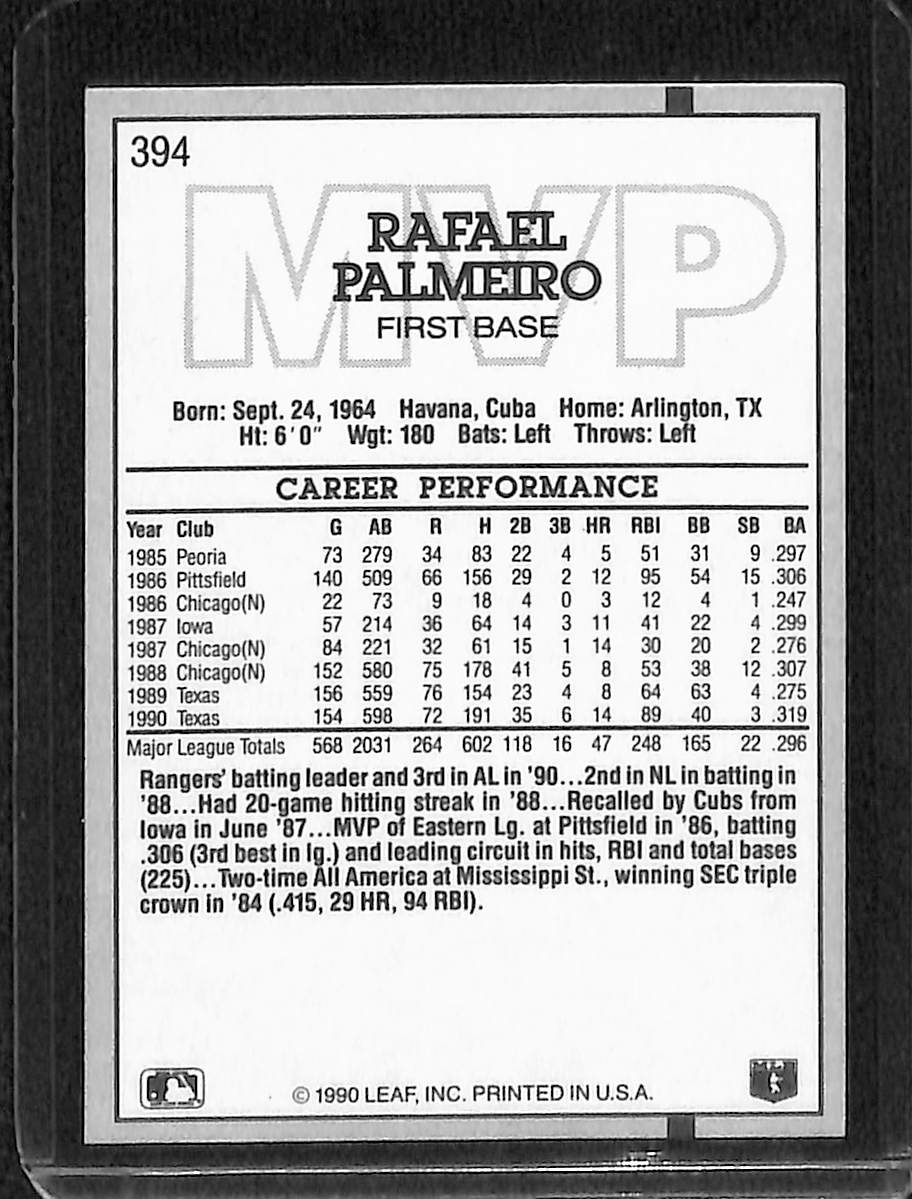 394
MVP
RAFAEL
PALMEIRO
FIRST BASE
Born: Sept. 24, 1964 Havana, Cuba Home: Arlington, TX
Ht: 6'0" Wgt: 180 Bats: Left Throws: Left
CAREER PERFORMANCE
Year Club G AB R H 2B 3B HR RBI BB SB BA
1985 Peoria 73 279 34 83 22 4 5 51 31 9 .297
1986 Pittsfield 140 509 66 156 29 2 12 95 54 15 .306
1986 Chicago(N) 22 73 9 18 4 0 3 12 4 1 .247
1987 Iowa 57 214 36 64 14 3 11 41 22 4 .299
1987 Chicago(N) 84 221 32 61 15 1 14 30 20 2 .276
1988 Chicago(N) 152 580 75 178 41 5 8 53 38 12 .307
1989 Texas 156 559 76 154 23 4 8 64 63 4 .275
1990 Texas 154 598 72 191 35 6 14 89 40 3 .319
Major League Totals 568 2031 264 602 118 16 47 248 165 22 .296
Rangers' batting leader and 3rd in AL in '90...2nd in NL in batting in
'88...Had 20-game hitting streak in '88...Recalled by Cubs from
Iowa in June '87...MVP of Eastern Lg. at Pittsfield in '86, batting
.306 (3rd best in lg.) and leading circuit in hits, RBI and total bases
(225)...Two-time All America at Mississippi St., winning SEC triple
crown in '84 (.415, 29 HR, 94 RBI).
© 1990 LEAF, INC. PRINTED IN U.S.A.